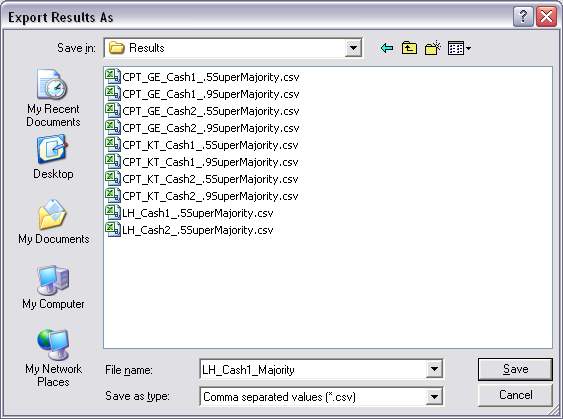 Export Results As
Save in: Results
My Recent Documents
Desktop
My Documents
My Computer
My Network Places
CPT_GE_Cash1_.5SuperMajority.csv
CPT_GE_Cash1_.9SuperMajority.csv
CPT_GE_Cash2_.5SuperMajority.csv
CPT_GE_Cash2_.9SuperMajority.csv
CPT_KT_Cash1_.5SuperMajority.csv
CPT_KT_Cash1_.9SuperMajority.csv
CPT_KT_Cash2_.5SuperMajority.csv
CPT_KT_Cash2_.9SuperMajority.csv
LH_Cash1_.5SuperMajority.csv
LH_Cash2_.5SuperMajority.csv
File name: LH_Cash1_Majority
Save
Save as type: Comma separated values (*.csv)
Cancel